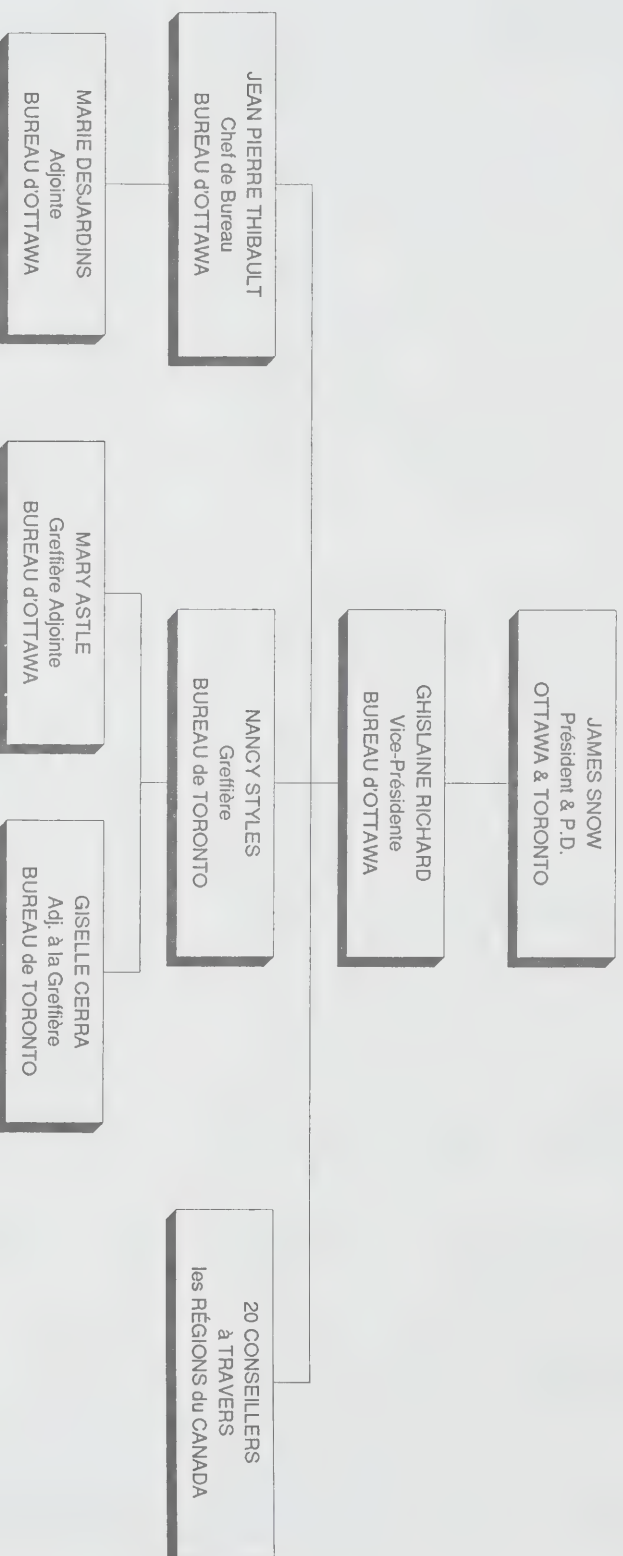 JAMES SNOW
Président & P.D.
OTTAWA & TORONTO
GHISLAINE RICHARD
Vice-Présidente
BUREAU d'OTTAWA
JEAN PIERRE THIBAULT
Chef de Bureau
BUREAU d'OTTAWA
NANCY STYLES
Greffière
BUREAU de TORONTO
20 CONSEILLERS
à TRAVERS
les RÉGIONS du CANADA
MARIE DESJARDINS
Adjointe
BUREAU d'OTTAWA
MARY ASTLE
Greffière Adjointe
BUREAU d'OTTAWA
GISELLE CERRA
Adj. à la Greffière
BUREAU de TORONTO